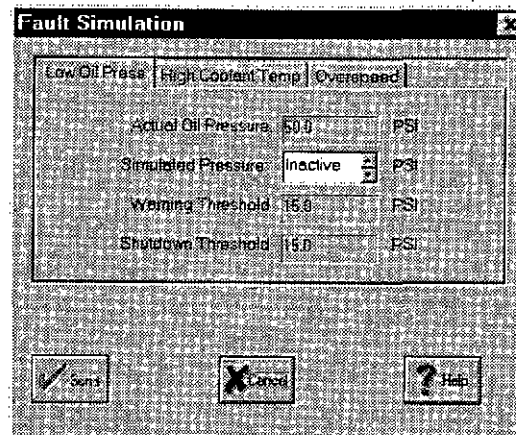 Fault Simulation
Low Oil Press High Coolant Temp Overspeed
Actual Oil Pressure 50.0 PSI
Simulated Pressure Inactive PSI
Warning Threshold 15.0 PSI
Shutdown Threshold 15.0 PSI
Send Cancel ? Help